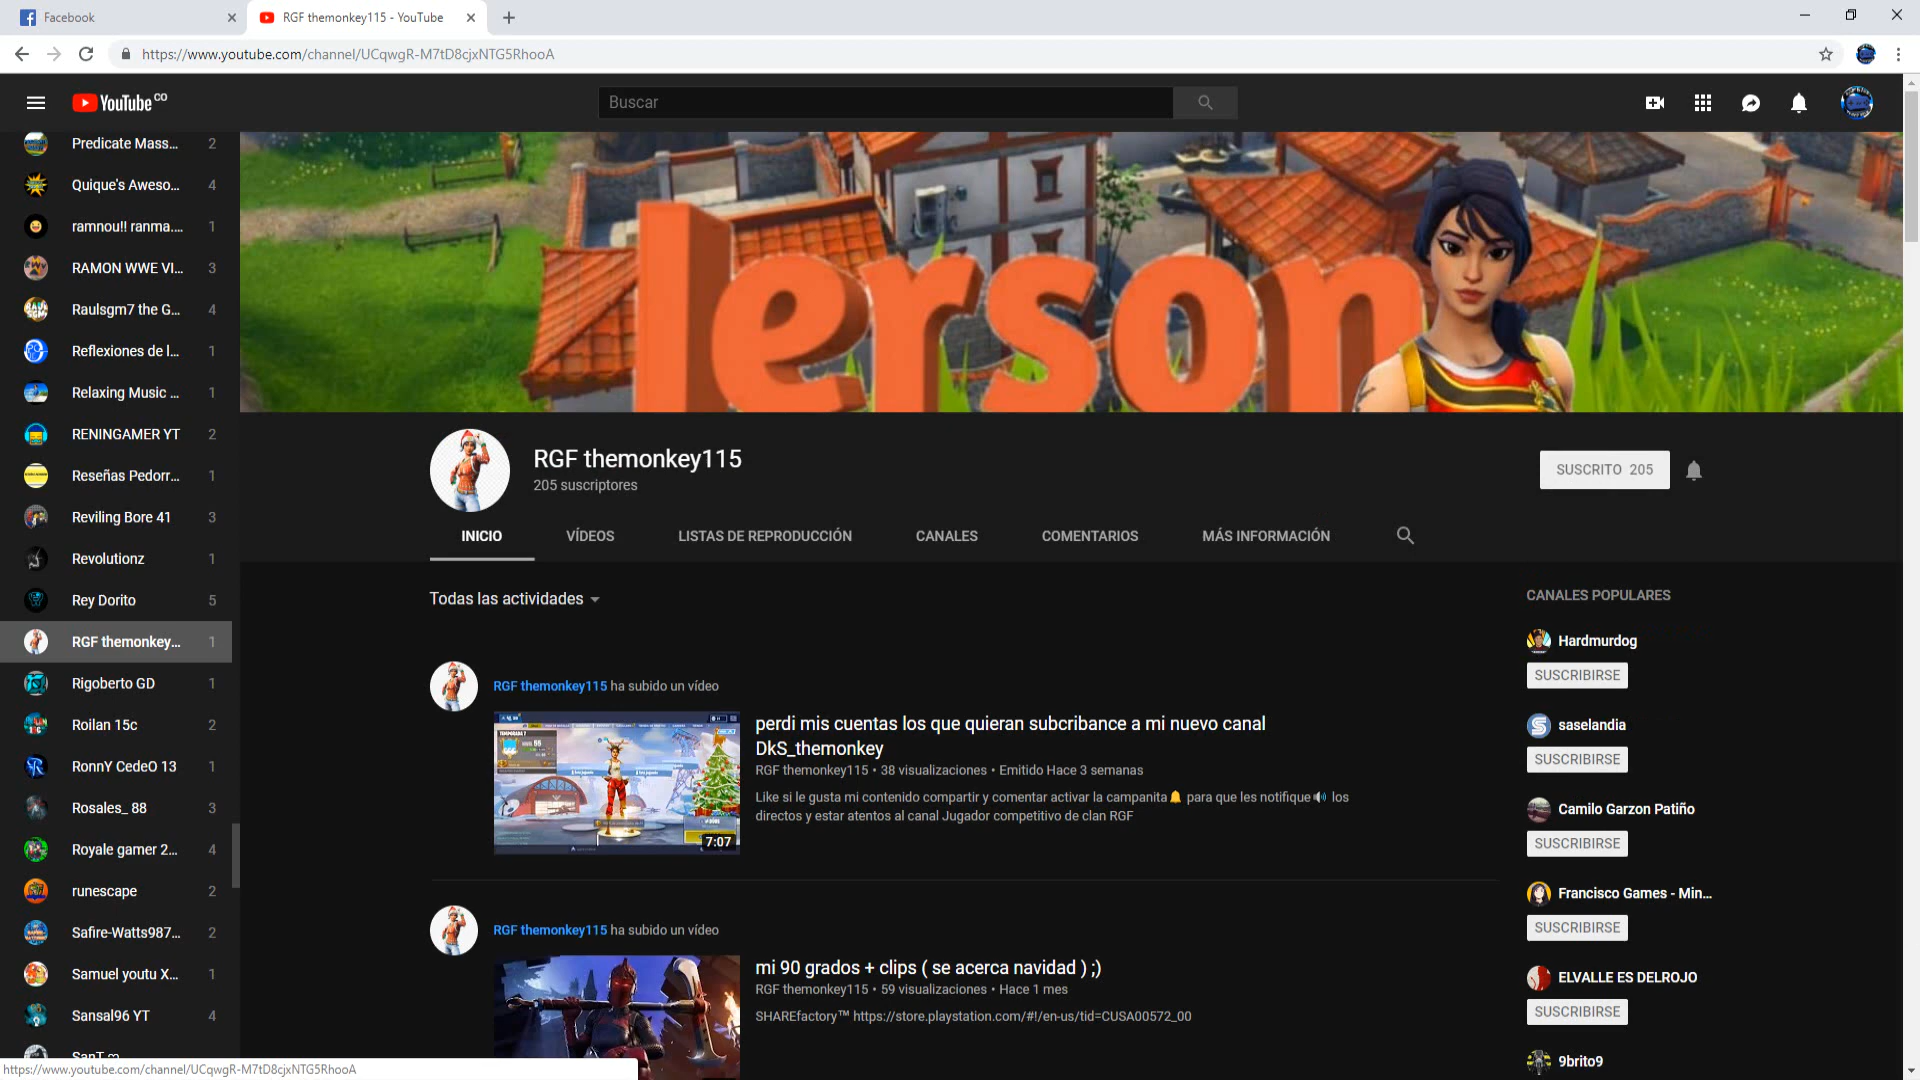 Facebook
RGF themonkey115 - YouTube
https://www.youtube.com/channel/UCqwgR-M7tD8cjxNTG5RhooA
YouTube CO
Buscar
Predicate Mass... 2
Quique's Aweso... 4
ramnou!! ranma.... 1
RAMON WWE VI... 3
Raulsgm7 the G... 4
Reflexiones de l... 1
Relaxing Music ... 1
RENINGAMER YT 2
Reseñas Pedorr... 1
Reviling Bore 41 3
Revolutionz 1
Rey Dorito 5
RGF themonkey... 1
Rigoberto GD 1
Roilan 15c 2
RonnY CedeO 13 1
Rosales_ 88 3
Royale gamer 2... 4
runescape 2
Safire-Watts987... 2
Samuel youtu X... 1
Sansal96 YT 4
lerson
RGF themonkey115
205 suscriptores
SUSCRITO 205
INICIO
VÍDEOS
LISTAS DE REPRODUCCIÓN
CANALES
COMENTARIOS
MÁS INFORMACIÓN
Todas las actividades
RGF themonkey115 ha subido un vídeo
TEMPORADA 7
55
7:07
perdi mis cuentas los que quieran subcribance a mi nuevo canal
DkS_themonkey
RGF themonkey115 • 38 visualizaciones • Emitido Hace 3 semanas
Like si le gusta mi contenido compartir y comentar activar la campanita🔔 para que les notifique🔊 los
directos y estar atentos al canal Jugador competitivo de clan RGF
RGF themonkey115 ha subido un vídeo
mi 90 grados + clips ( se acerca navidad ) ;)
RGF themonkey115 • 59 visualizaciones • Hace 1 mes
SHAREfactory™ https://store.playstation.com/#!/en-us/tid=CUSA00572_00
CANALES POPULARES
Hardmurdog
SUSCRIBIRSE
saselandia
SUSCRIBIRSE
Camilo Garzon Patiño
SUSCRIBIRSE
Francisco Games - Min...
SUSCRIBIRSE
ELVALLE ES DELROJO
SUSCRIBIRSE
9brito9
https://www.youtube.com/channel/UCqwgR-M7tD8cjxNTG5RhooA